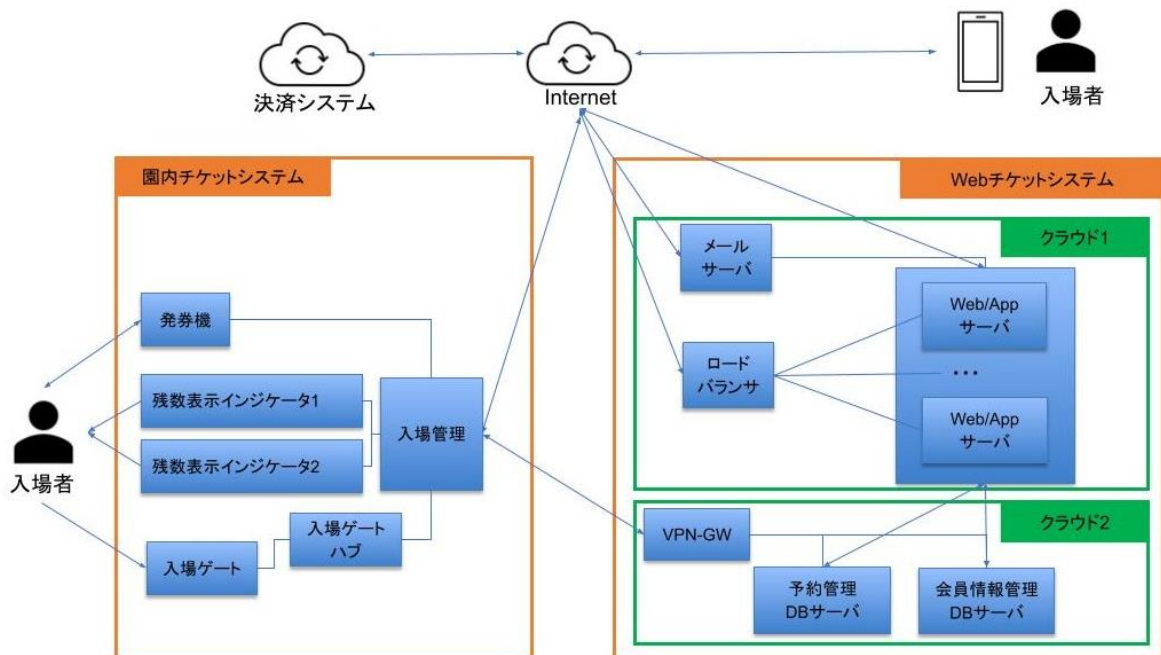 決済システム
Internet
入場者
園内チケットシステム
Webチケットシステム
クラウド1
メール
サーバ
Web/App
サーバ
発券機
ロード
バランサ
...
残数表示インジケータ1
入場管理
Web/App
サーバ
残数表示インジケータ2
入場者
クラウド2
入場ゲート
ハブ
VPN-GW
入場ゲート
予約管理
DBサーバ
会員情報管理
DBサーバ